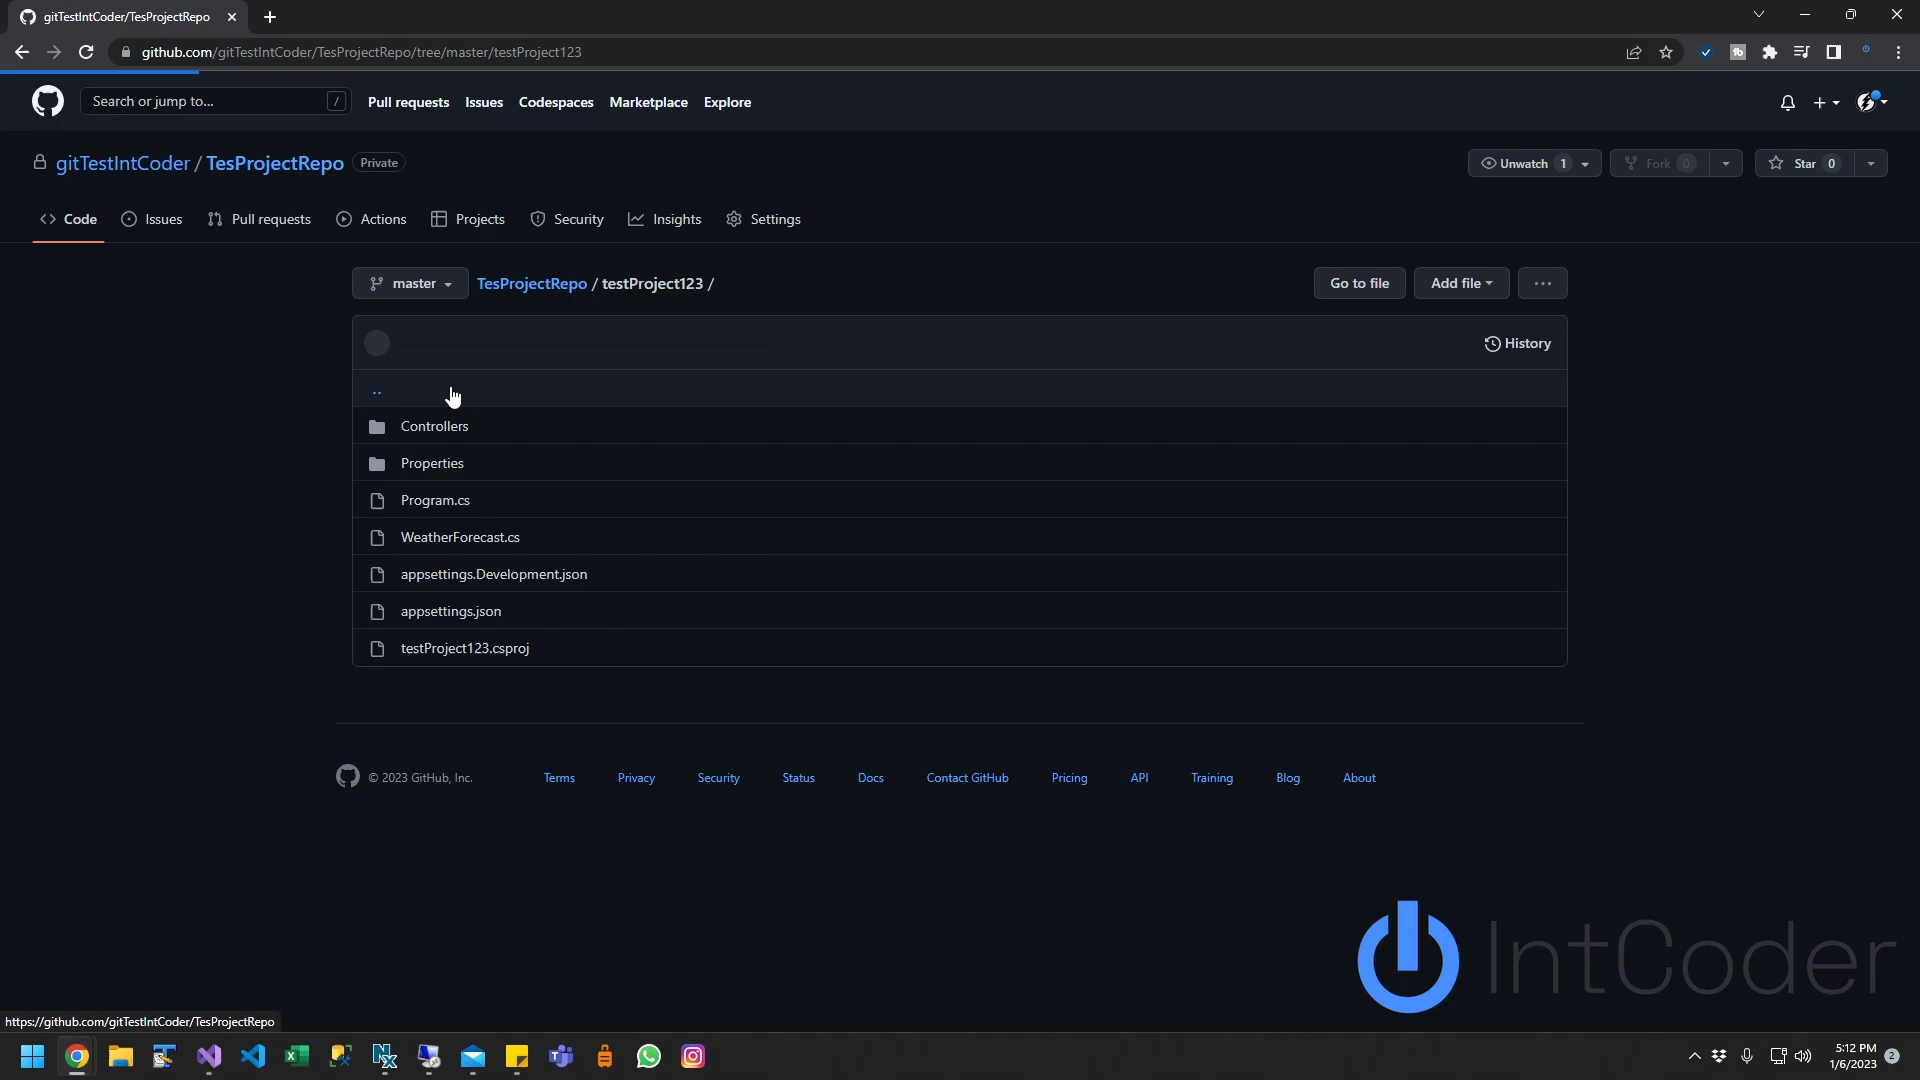 gitTestIntCoder/TesProjectRepo
github.com/gitTestIntCoder/TesProjectRepo/tree/master/testProject123
Search or jump to... /
Pull requests Issues Codespaces Marketplace Explore
gitTestIntCoder / TesProjectRepo Private
Unwatch 1 Fork 0 Star 0
Code Issues Pull requests Actions Projects Security Insights Settings
master TesProjectRepo / testProject123 /
Go to file Add file ...
History
..
Controllers
Properties
Program.cs
WeatherForecast.cs
appsettings.Development.json
appsettings.json
testProject123.csproj
© 2023 GitHub, Inc. Terms Privacy Security Status Docs Contact GitHub Pricing API Training Blog About
IntCoder
https://github.com/gitTestIntCoder/TesProjectRepo
5:12 PM
1/6/2023 2